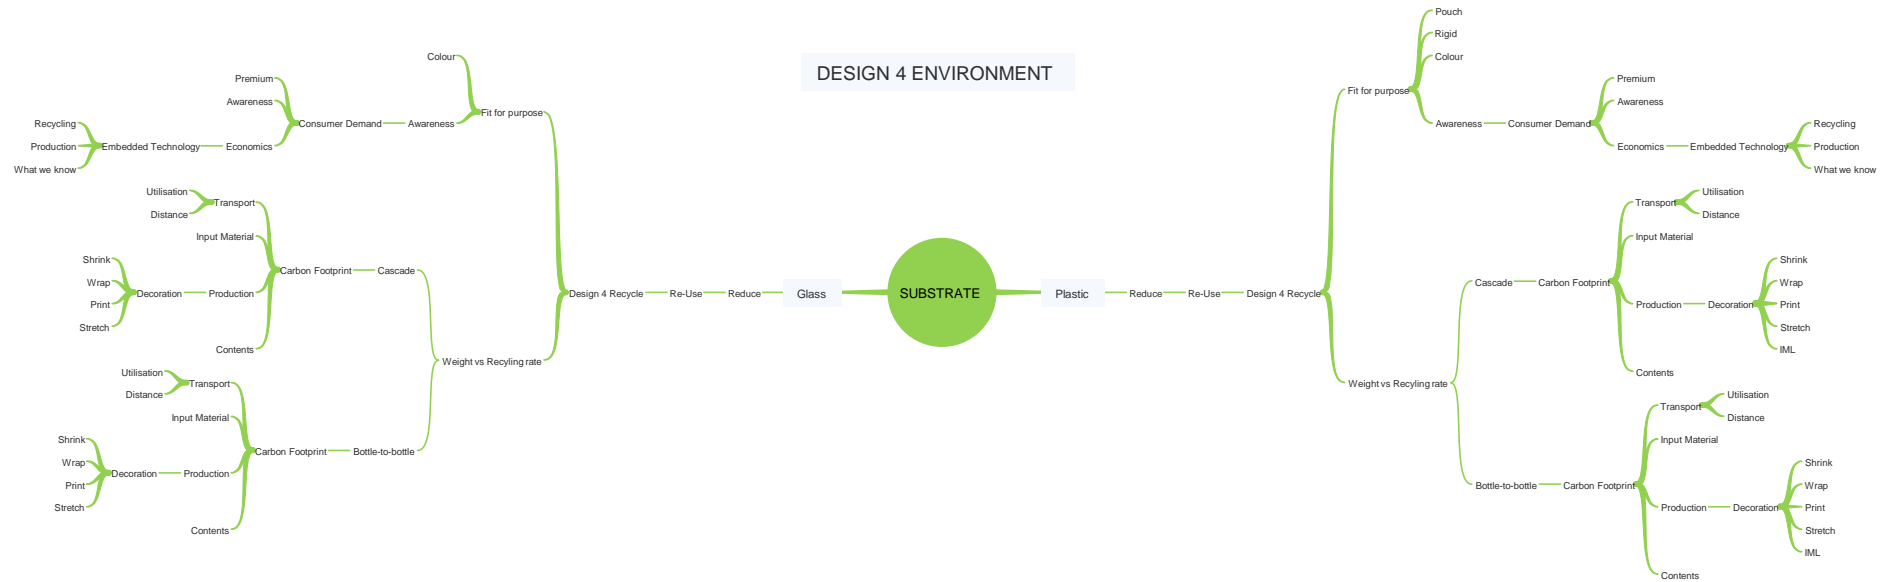 DESIGN 4 ENVIRONMENT
SUBSTRATE
Glass
Reduce
Re-Use
Design 4 Recycle
Fit for purpose
Colour
Awareness
Consumer Demand
Premium
Awareness
Economics
Embedded Technology
Recycling
Production
What we know
Weight vs Recyling rate
Cascade
Carbon Footprint
Transport
Utilisation
Distance
Input Material
Production
Decoration
Shrink
Wrap
Print
Stretch
Contents
Bottle-to-bottle
Carbon Footprint
Transport
Utilisation
Distance
Input Material
Production
Decoration
Shrink
Wrap
Print
Stretch
Contents
Plastic
Reduce
Re-Use
Design 4 Recycle
Fit for purpose
Pouch
Rigid
Colour
Awareness
Consumer Demand
Premium
Awareness
Economics
Embedded Technology
Recycling
Production
What we know
Weight vs Recyling rate
Cascade
Carbon Footprint
Transport
Utilisation
Distance
Input Material
Production
Decoration
Shrink
Wrap
Print
Stretch
IML
Contents
Bottle-to-bottle
Carbon Footprint
Transport
Utilisation
Distance
Input Material
Production
Decoration
Shrink
Wrap
Print
Stretch
IML
Contents